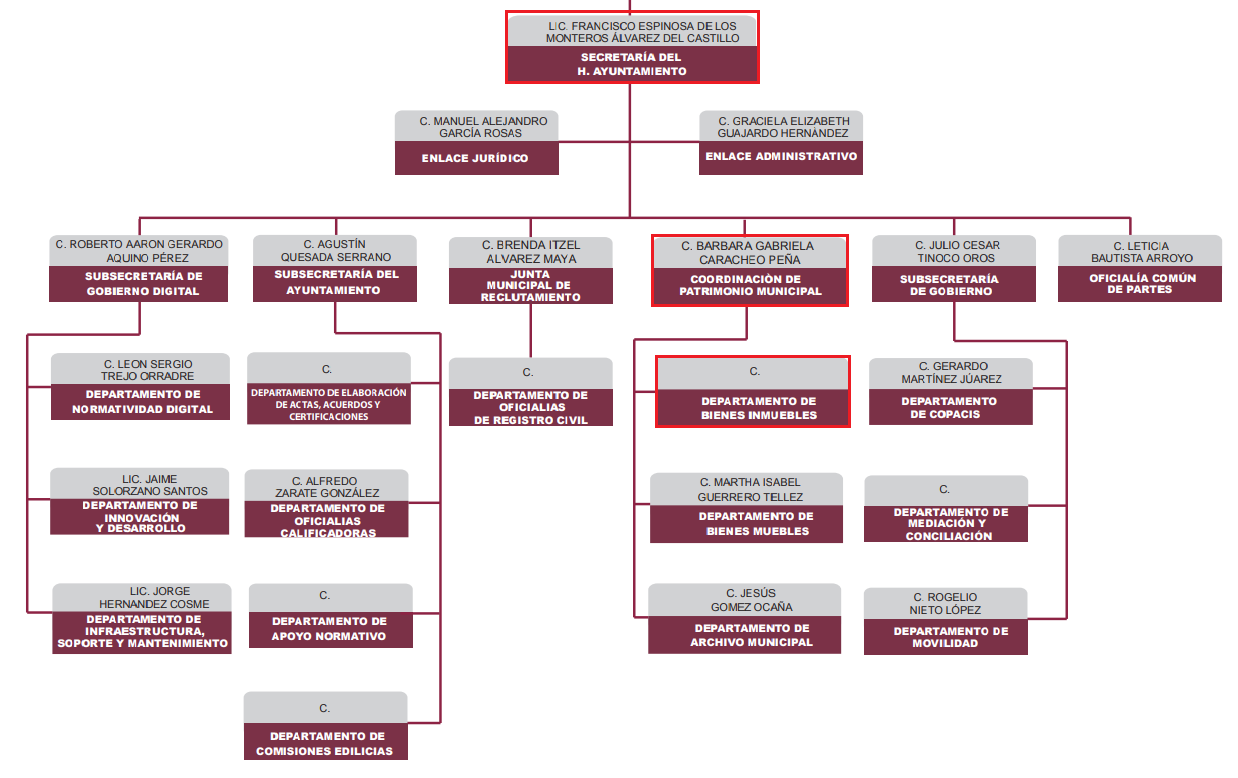 LIC. FRANCISCO ESPINOSA DE LOS
MONTEROS ÁLVAREZ DEL CASTILLO
SECRETARÍA DEL
H. AYUNTAMIENTO
C. MANUEL ALEJANDRO
GARCÍA ROSAS
ENLACE JURÍDICO
C. GRACIELA ELIZABETH
GUAJARDO HERNÁNDEZ
ENLACE ADMINISTRATIVO
C. ROBERTO AARON GERARDO
AQUINO PÉREZ
SUBSECRETARÍA DE
GOBIERNO DIGITAL
C. AGUSTÍN
QUESADA SERRANO
SUBSECRETARÍA DEL
AYUNTAMIENTO
C. BRENDA ITZEL
ALVAREZ MAYA
JUNTA
MUNICIPAL DE
RECLUTAMIENTO
C. BARBARA GABRIELA
CARACHEO PEÑA
COORDINACIÒN DE
PATRIMONIO MUNICIPAL
C. JULIO CESAR
TINOCO OROS
SUBSECRETARÍA
DE GOBIERNO
C. LETICIA
BAUTISTA ARROYO
OFICIALÍA COMÚN
DE PARTES
C. LEON SERGIO
TREJO ORRADRE
DEPARTAMENTO DE
NORMATIVIDAD DIGITAL
C.
DEPARTAMENTO DE ELABORACIÓN
DE ACTAS, ACUERDOS Y
CERTIFICACIONES
C.
DEPARTAMENTO DE
OFICIALIAS
DE REGISTRO CIVIL
C.
DEPARTAMENTO DE
BIENES INMUEBLES
C. GERARDO
MARTÍNEZ JÚAREZ
DEPARTAMENTO
DE COPACIS
LIC. JAIME
SOLORZANO SANTOS
DEPARTAMENTO DE
INNOVACIÓN
Y DESARROLLO
C. ALFREDO
ZARATE GONZÁLEZ
DEPARTAMENTO DE
OFICIALIAS
CALIFICADORAS
C. MARTHA ISABEL
GUERRERO TELLEZ
DEPARTAMENTO DE
BIENES MUEBLES
C.
DEPARTAMENTO DE
MEDIACIÓN Y
CONCILIACIÓN
LIC. JORGE
HERNANDEZ COSME
DEPARTAMENTO DE
INFRAESTRUCTURA,
SOPORTE Y MANTENIMIENTO
C.
DEPARTAMENTO DE
APOYO NORMATIVO
C. JESÚS
GOMEZ OCAÑA
DEPARTAMENTO DE
ARCHIVO MUNICIPAL
C. ROGELIO
NIETO LÓPEZ
DEPARTAMENTO DE
MOVILIDAD
C.
DEPARTAMENTO DE
COMISIONES EDILICIAS